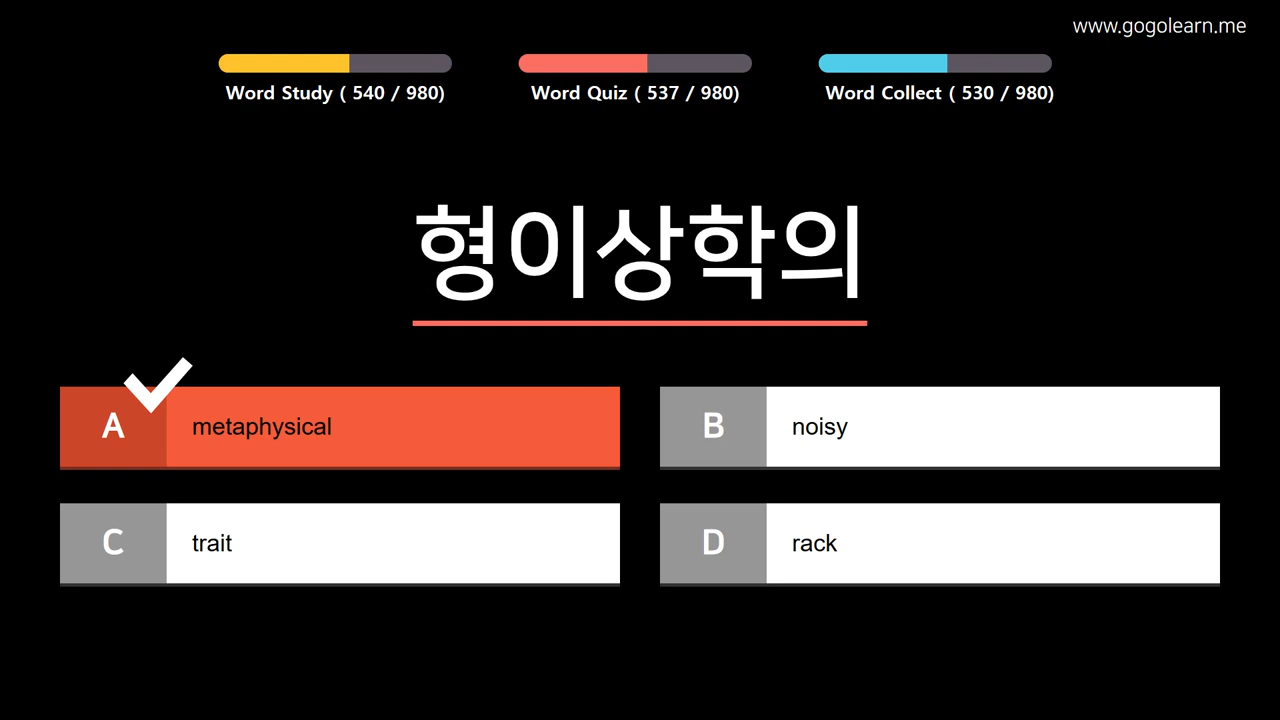 www.gogolearn.me
Word Study ( 540 / 980)
Word Quiz ( 537 / 980)
Word Collect ( 530 / 980)
형이상학의
A metaphysical
B noisy
C trait
D rack